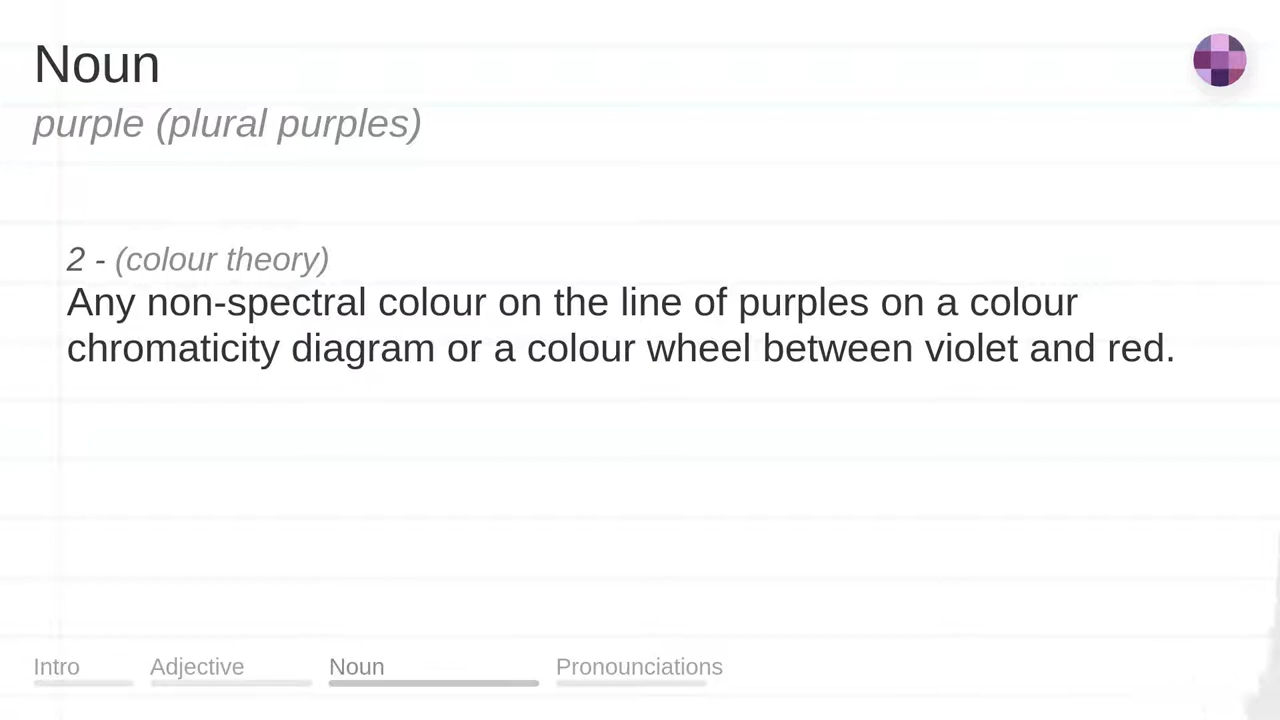 Noun
purple (plural purples)
2 - (colour theory)
Any non-spectral colour on the line of purples on a colour
chromaticity diagram or a colour wheel between violet and red.
Intro Adjective Noun Pronounciations